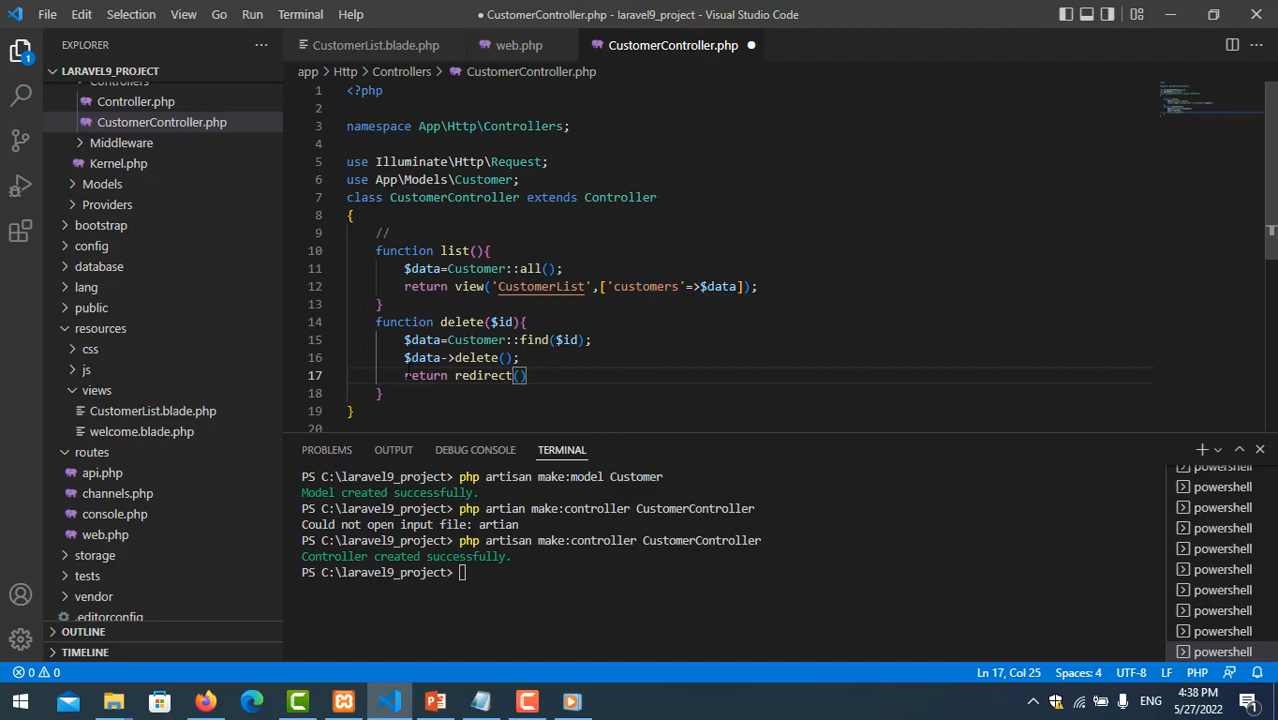 File Edit Selection View Go Run Terminal Help
● CustomerController.php - laravel9_project - Visual Studio Code
EXPLORER
CustomerList.blade.php web.php CustomerController.php ●
LARAVEL9_PROJECT
app > Http > Controllers > CustomerController.php
Controllers
Controller.php
CustomerController.php
Middleware
Kernel.php
Models
Providers
bootstrap
config
database
lang
public
resources
css
js
views
CustomerList.blade.php
welcome.blade.php
routes
api.php
channels.php
console.php
web.php
storage
tests
vendor
.editorconfig
OUTLINE
TIMELINE
1 <?php
2
3 namespace App\Http\Controllers;
4
5 use Illuminate\Http\Request;
6 use App\Models\Customer;
7 class CustomerController extends Controller
8 {
9 //
10 function list(){
11 $data=Customer::all();
12 return view('CustomerList',['customers'=>$data]);
13 }
14 function delete($id){
15 $data=Customer::find($id);
16 $data->delete();
17 return redirect()
18 }
19 }
20
PROBLEMS OUTPUT DEBUG CONSOLE TERMINAL
PS C:\laravel9_project> php artisan make:model Customer
Model created successfully.
PS C:\laravel9_project> php artian make:controller CustomerController
Could not open input file: artian
PS C:\laravel9_project> php artisan make:controller CustomerController
Controller created successfully.
PS C:\laravel9_project>
powershell
powershell
powershell
powershell
powershell
powershell
powershell
powershell
powershell
powershell
0 0
Ln 17, Col 25 Spaces: 4 UTF-8 LF PHP
ENG
4:38 PM
5/27/2022
1